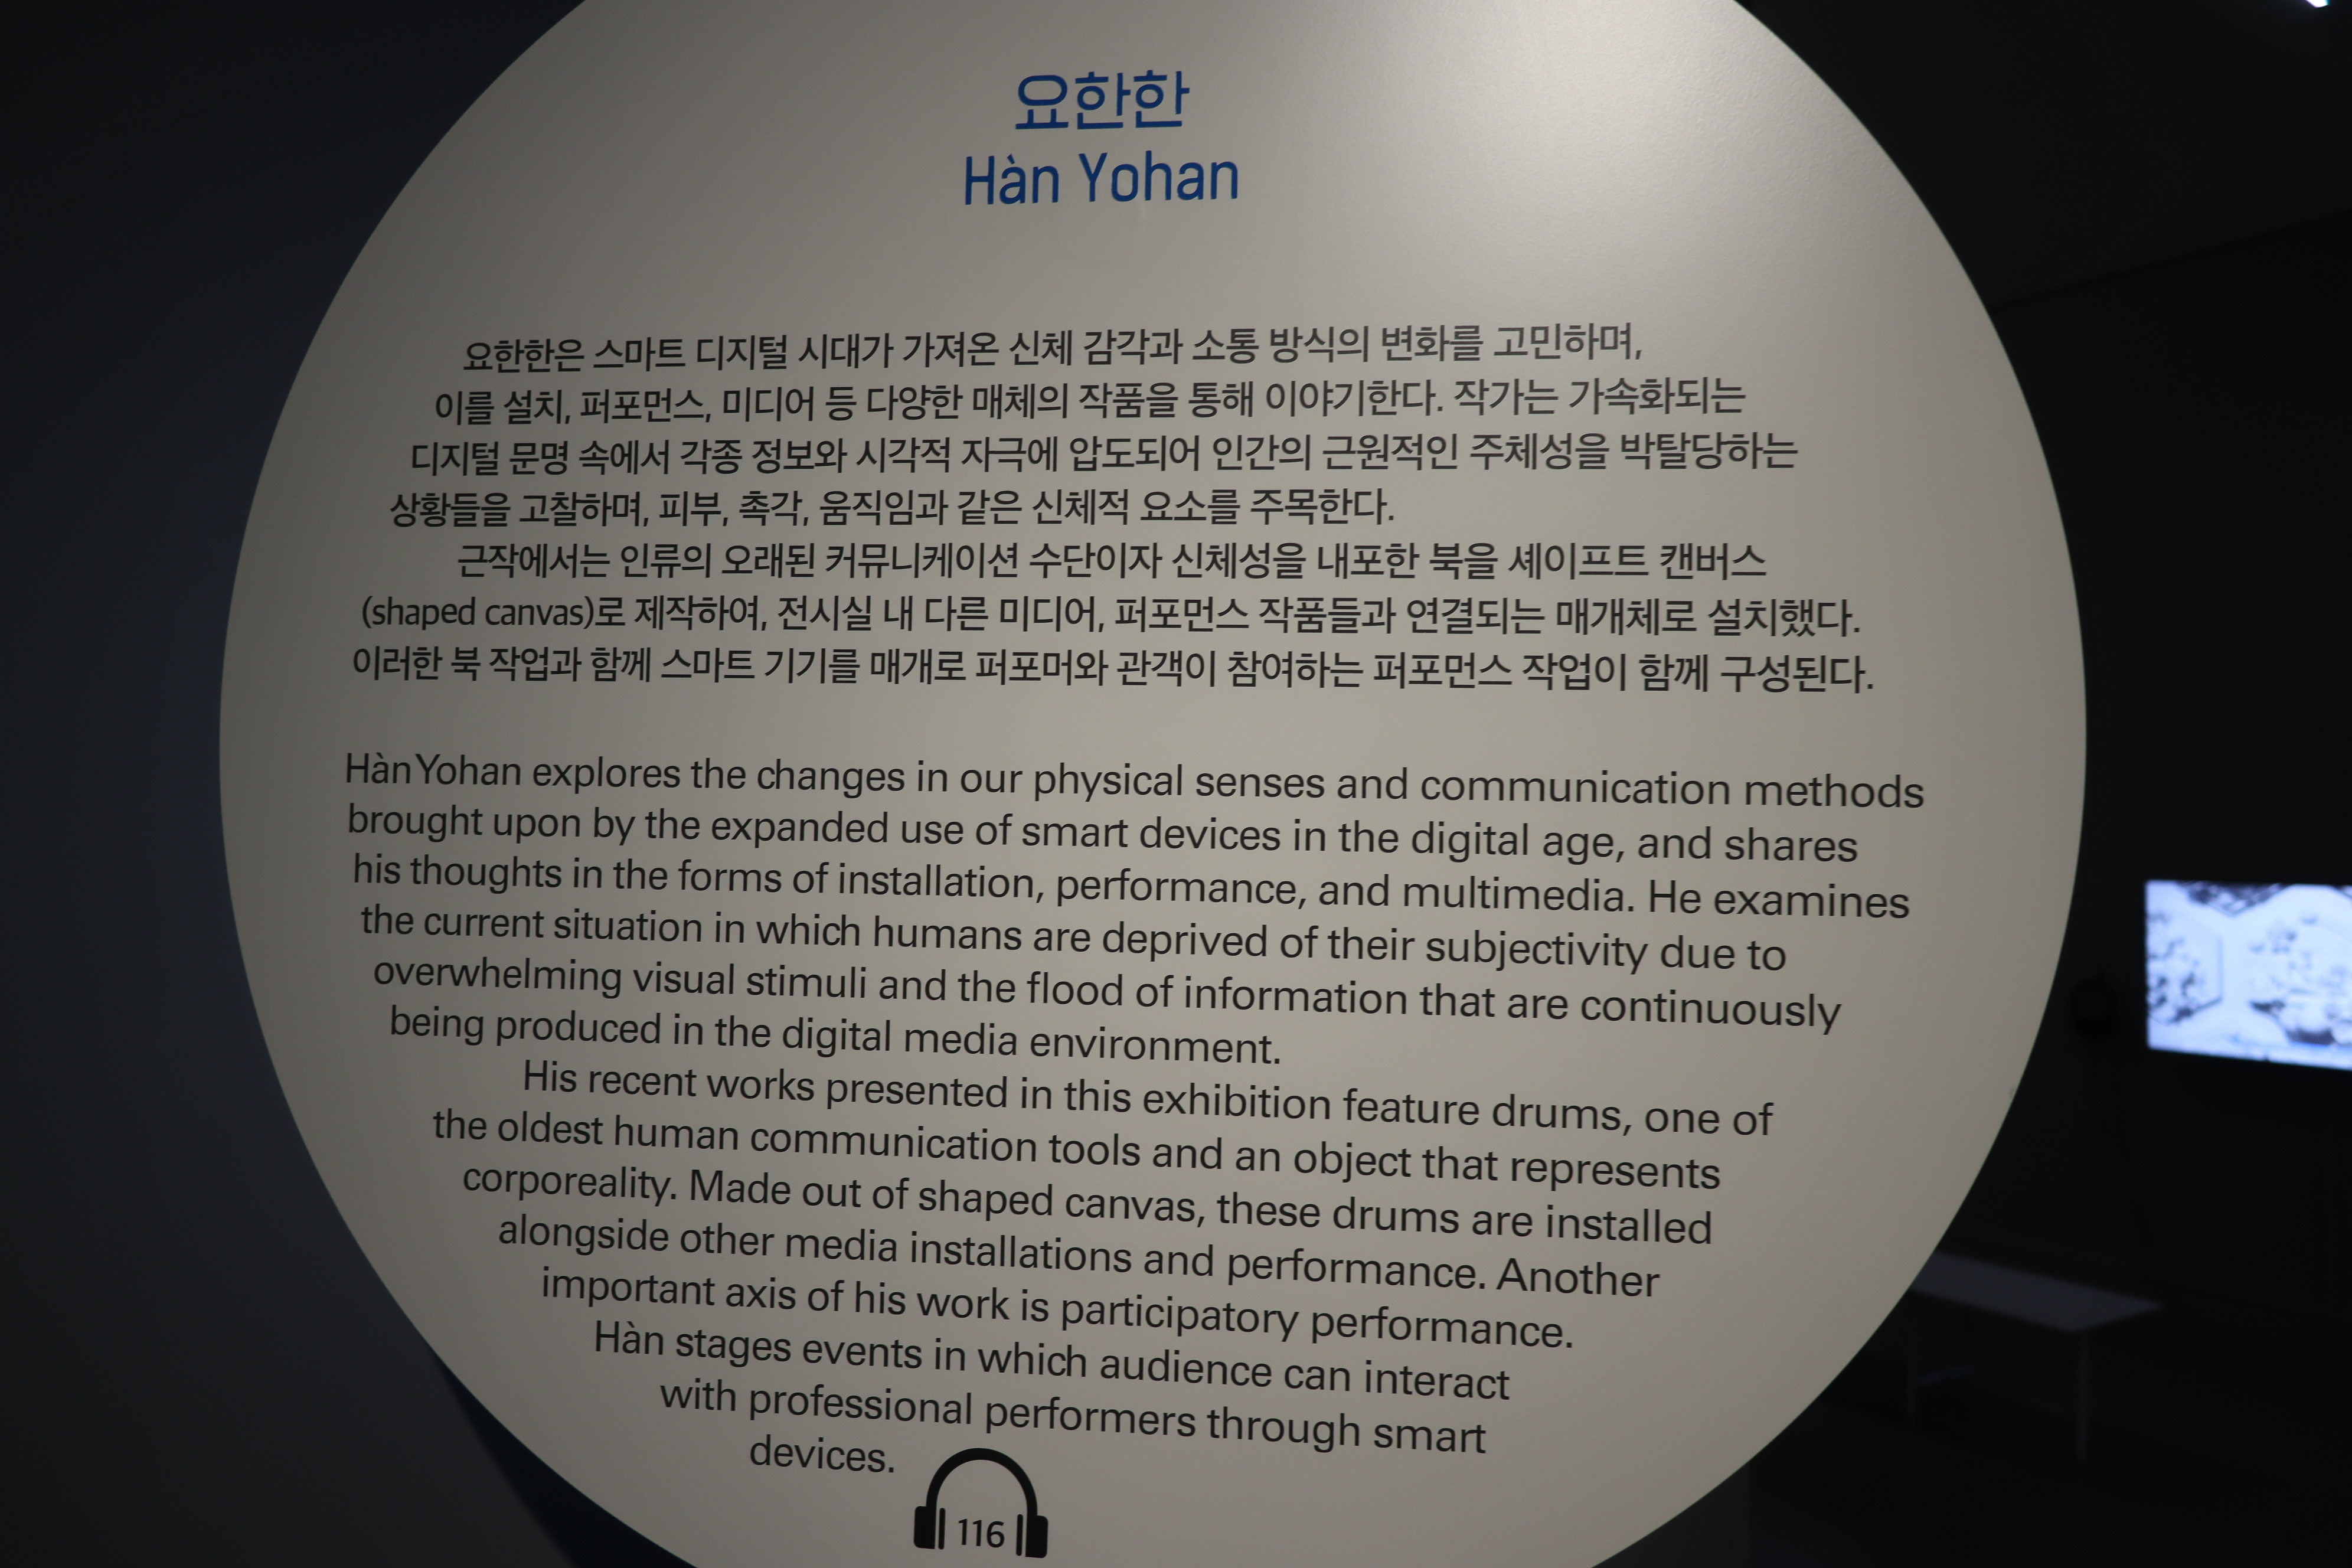 요한한
Hàn Yohan
요한한은 스마트 디지털 시대가 가져온 신체 감각과 소통 방식의 변화를 고민하며,
이를 설치, 퍼포먼스, 미디어 등 다양한 매체의 작품을 통해 이야기한다. 작가는 가속화되는
디지털 문명 속에서 각종 정보와 시각적 자극에 압도되어 인간의 근원적인 주체성을 박탈당하는
상황들을 고찰하며, 피부, 촉각, 움직임과 같은 신체적 요소를 주목한다.
근작에서는 인류의 오래된 커뮤니케이션 수단이자 신체성을 내포한 북을 셰이프트 캔버스
(shaped canvas)로 제작하여, 전시실 내 다른 미디어, 퍼포먼스 작품들과 연결되는 매개체로 설치했다.
이러한 북 작업과 함께 스마트 기기를 매개로 퍼포머와 관객이 참여하는 퍼포먼스 작업이 함께 구성된다.
Hàn Yohan explores the changes in our physical senses and communication methods
brought upon by the expanded use of smart devices in the digital age, and shares
his thoughts in the forms of installation, performance, and multimedia. He examines
the current situation in which humans are deprived of their subjectivity due to
overwhelming visual stimuli and the flood of information that are continuously
being produced in the digital media environment.
His recent works presented in this exhibition feature drums, one of
the oldest human communication tools and an object that represents
corporeality. Made out of shaped canvas, these drums are installed
alongside other media installations and performance. Another
important axis of his work is participatory performance.
Hàn stages events in which audience can interact
with professional performers through smart
devices.
116